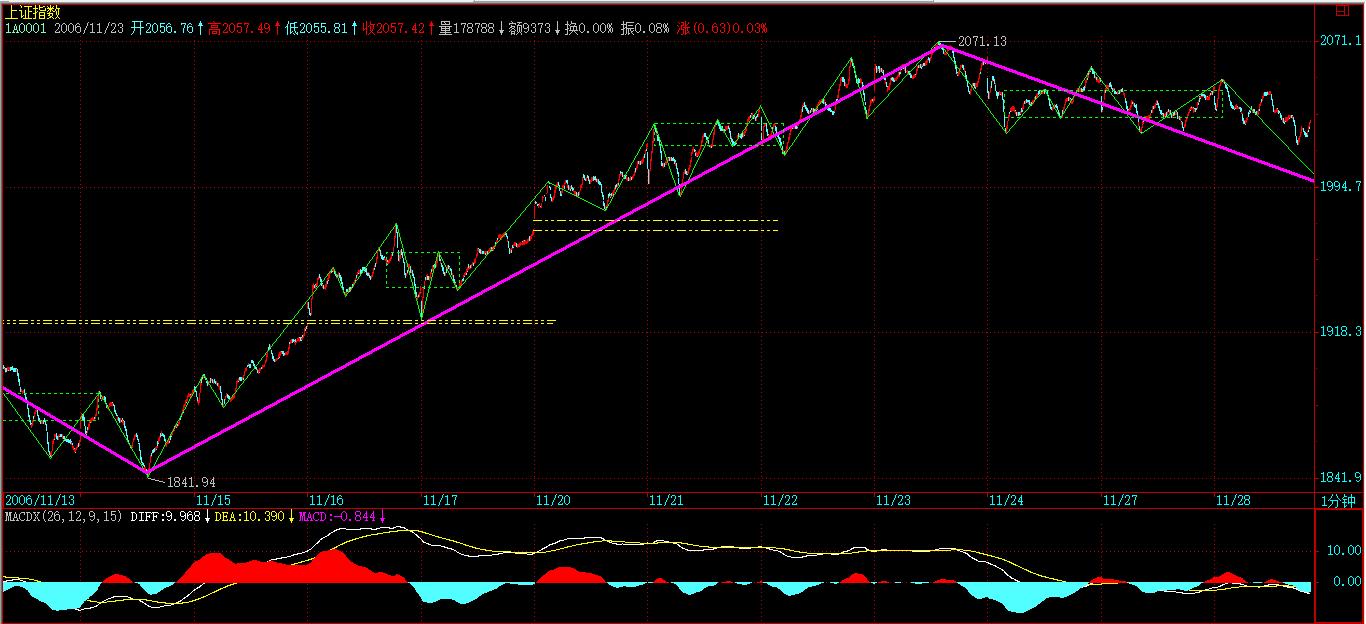 上证指数
1A0001 2006/11/23 开2056.76↑高2057.49↑低2055.81↑收2057.42↑量178788↓额9373↓换0.00% 振0.08% 涨(0.63)0.03%
2071.13
2071.1
1994.7
1918.3
1841.94
1841.9
2006/11/13 11/15 11/16 11/17 11/20 11/21 11/22 11/23 11/24 11/27 11/28 1分钟
MACDX(26,12,9,15) DIFF:9.968↓DEA:10.390↓MACD:-0.844↓
10.00
0.00